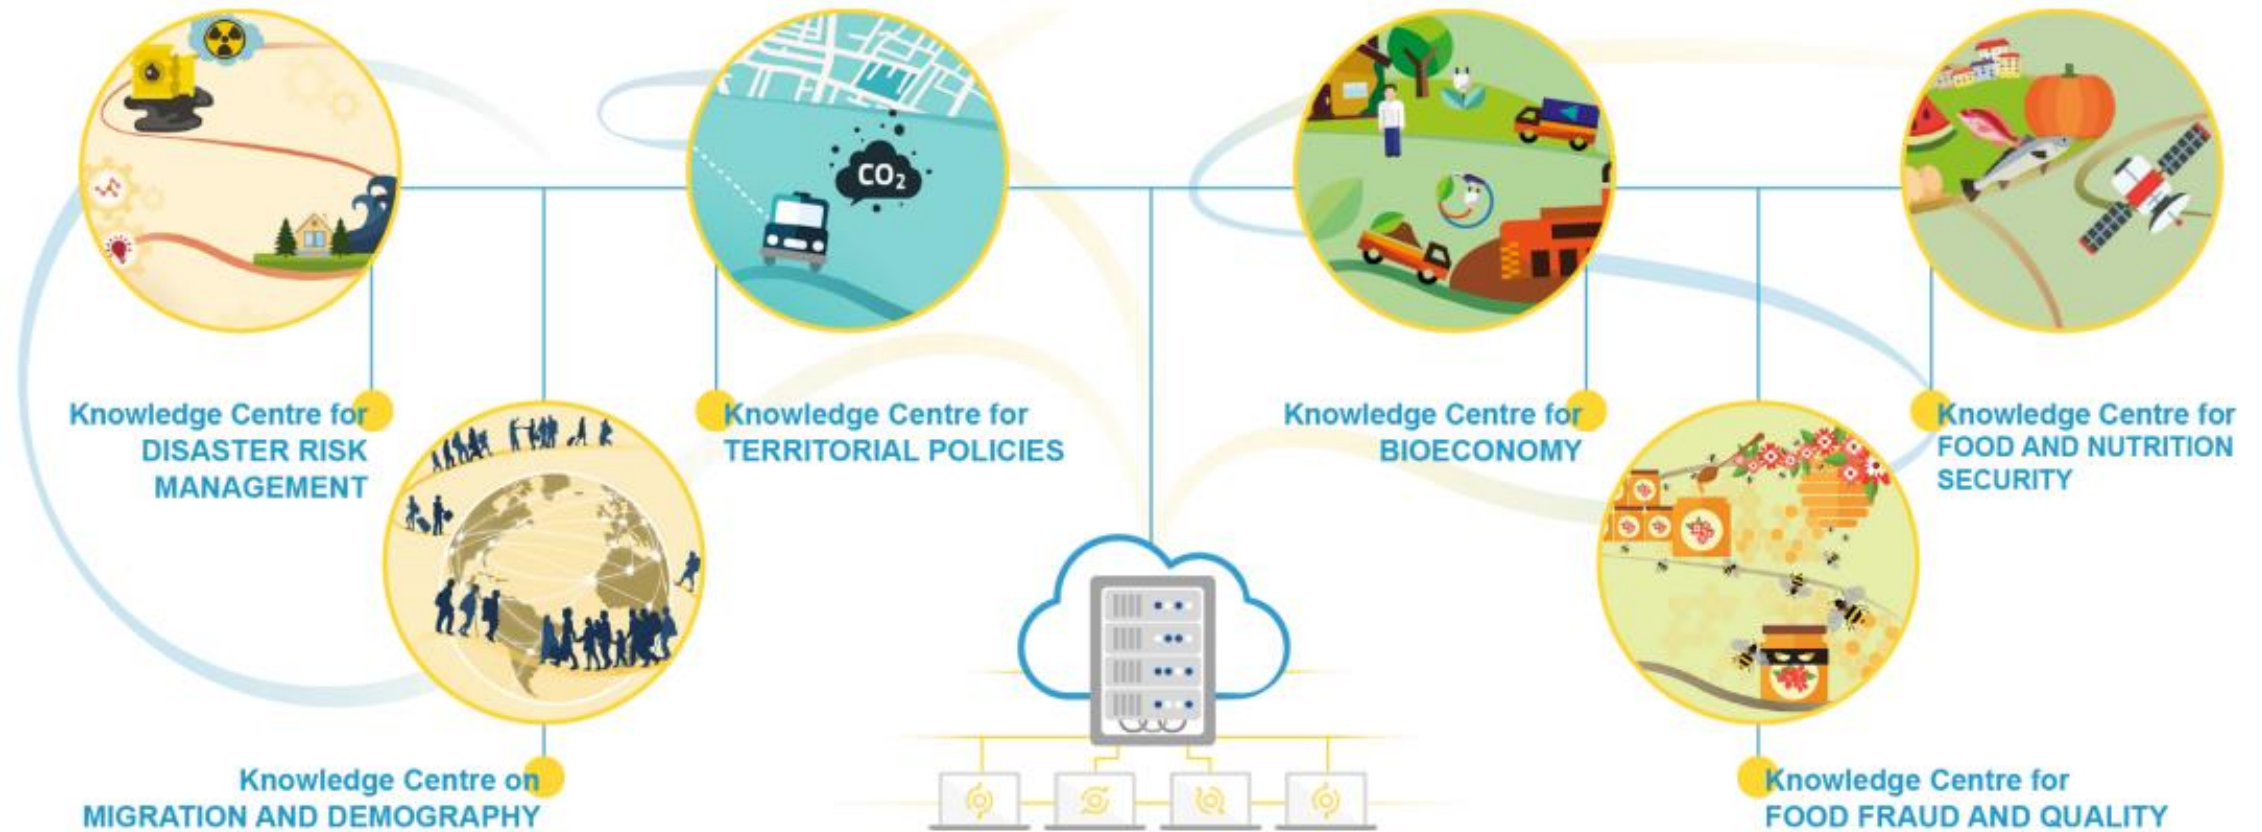 CO₂
Knowledge Centre for
DISASTER RISK
MANAGEMENT
Knowledge Centre for
TERRITORIAL POLICIES
Knowledge Centre for
BIOECONOMY
Knowledge Centre for
FOOD AND NUTRITION
SECURITY
Knowledge Centre on
MIGRATION AND DEMOGRAPHY
Knowledge Centre for
FOOD FRAUD AND QUALITY